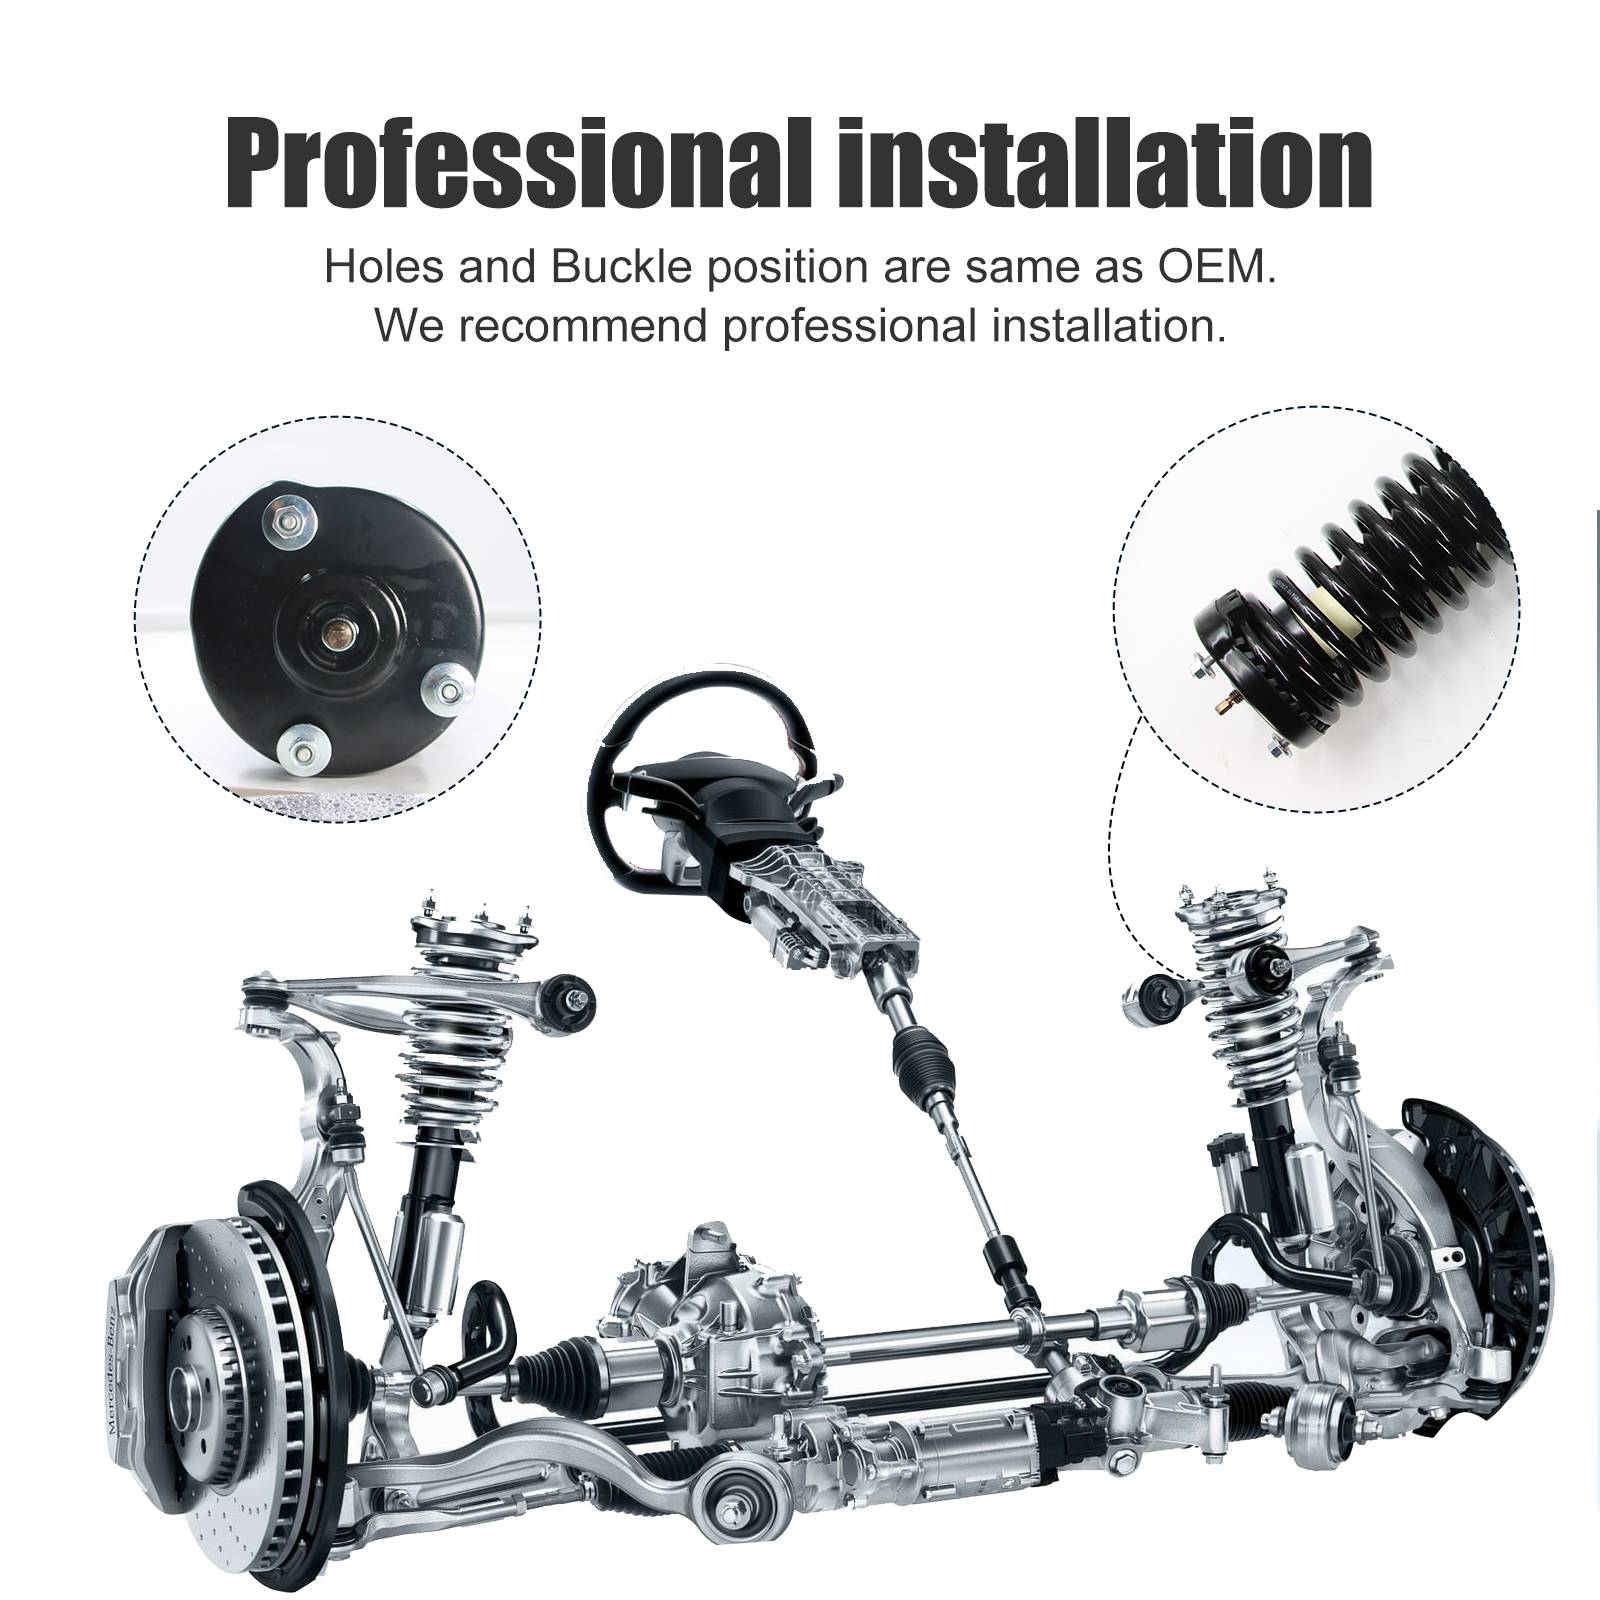 Professional installation
Holes and Buckle position are same as OEM.
We recommend professional installation.
Mercedes-Benz